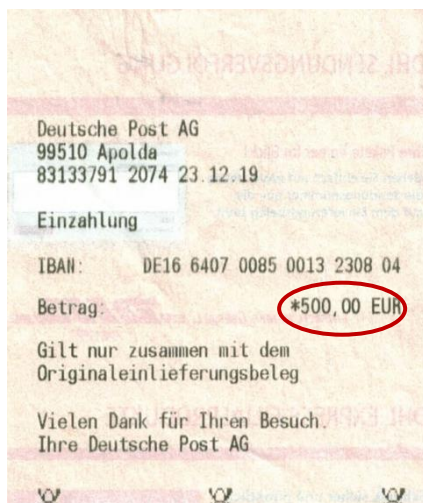 Deutsche Post AG
99510 Apolda
83133791 2074 23.12.19
Einzahlung
IBAN: DE16 6407 0085 0013 2308 04
Betrag: *500,00 EUR
Gilt nur zusammen mit dem
Originaleinlieferungsbeleg
Vielen Dank für Ihren Besuch.
Ihre Deutsche Post AG